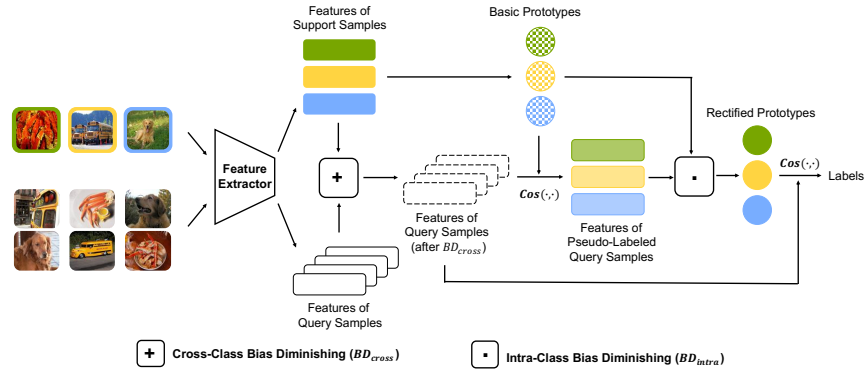 Features of
Support Samples
Basic Prototypes
Rectified Prototypes
Feature
Extractor
+
Features of
Query Samples
(after BD_cross)
Cos(·,·)
Features of
Pseudo-Labeled
Query Samples
·
Cos(·,·)
Labels
Features of
Query Samples
+ Cross-Class Bias Diminishing (BD_cross)
· Intra-Class Bias Diminishing (BD_intra)